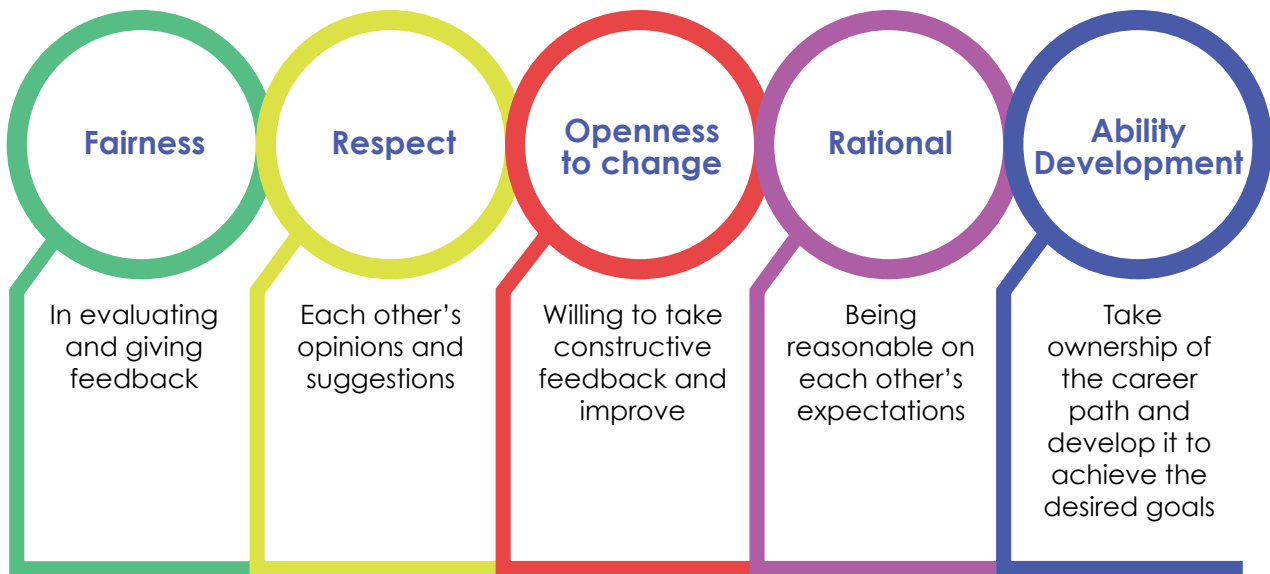 Fairness
In evaluating
and giving
feedback
Respect
Each other’s
opinions and
suggestions
Openness
to change
Willing to take
constructive
feedback and
improve
Rational
Being
reasonable on
each other’s
expectations
Ability
Development
Take
ownership of
the career
path and
develop it to
achieve the
desired goals